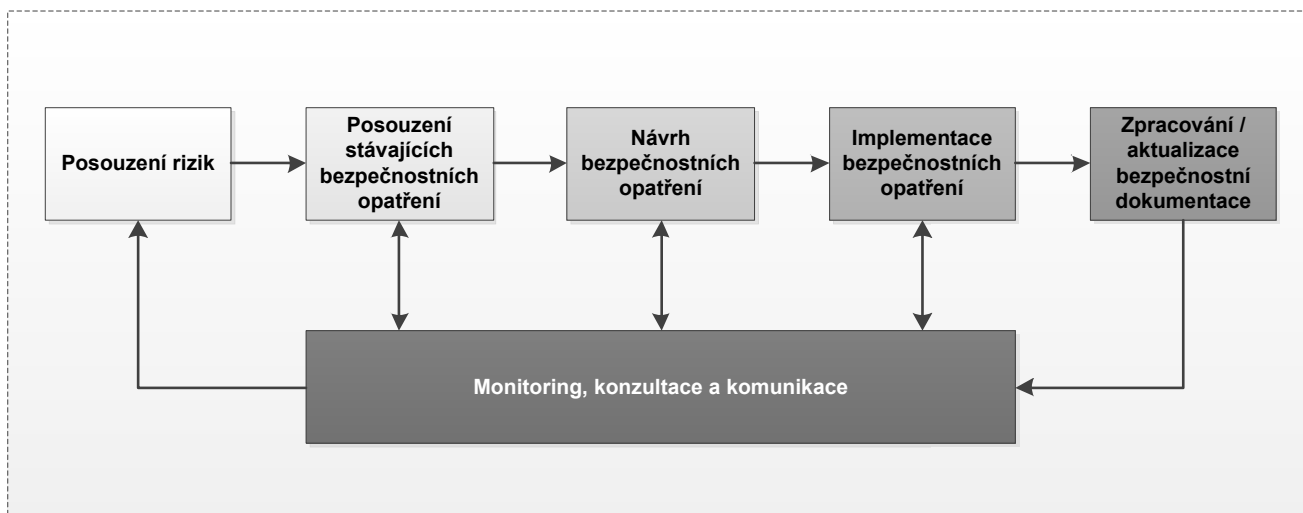 Posouzení rizik
Posouzení
stávajících
bezpečnostních
opatření
Návrh
bezpečnostních
opatření
Implementace
bezpečnostních
opatření
Zpracování /
aktualizace
bezpečnostní
dokumentace
Monitoring, konzultace a komunikace